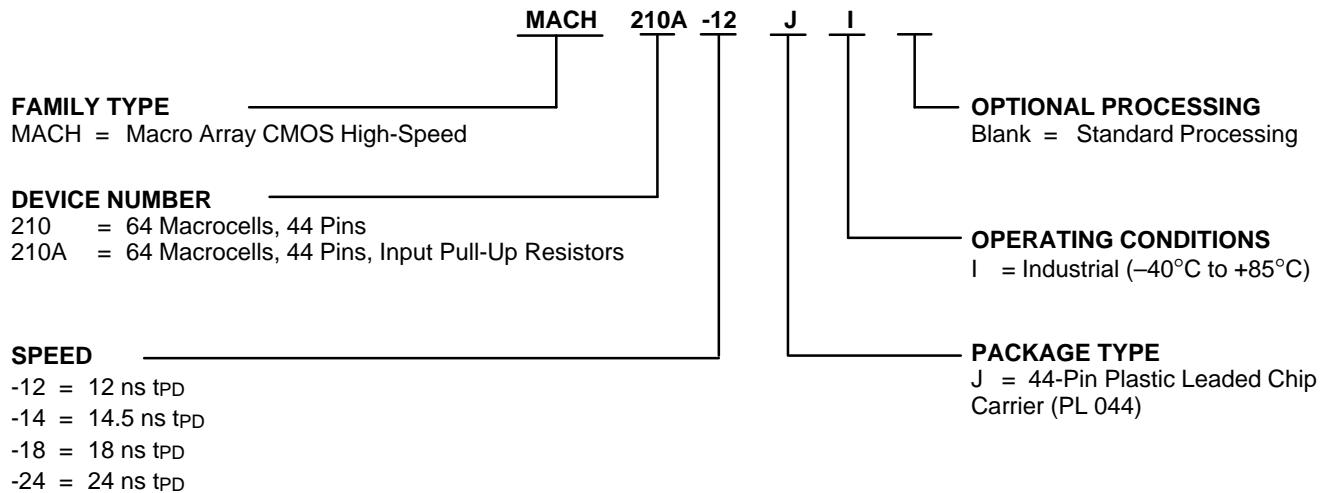 MACH 210A -12 J I
FAMILY TYPE
MACH = Macro Array CMOS High-Speed
DEVICE NUMBER
210 = 64 Macrocells, 44 Pins
210A = 64 Macrocells, 44 Pins, Input Pull-Up Resistors
SPEED
-12 = 12 ns tPD
-14 = 14.5 ns tPD
-18 = 18 ns tPD
-24 = 24 ns tPD
OPTIONAL PROCESSING
Blank = Standard Processing
OPERATING CONDITIONS
I = Industrial (–40°C to +85°C)
PACKAGE TYPE
J = 44-Pin Plastic Leaded Chip
Carrier (PL 044)